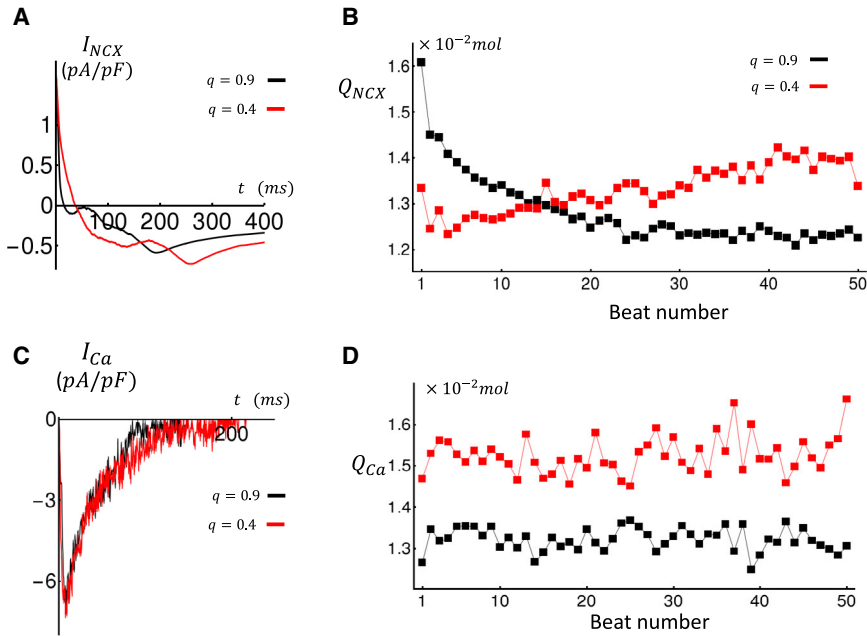 A
I_NCX
(pA/pF)
q = 0.9
q = 0.4
1
0.5
0
−0.5
t (ms)
100 200 300 400
B
× 10⁻² mol
Q_NCX
q = 0.9
q = 0.4
1.6
1.5
1.4
1.3
1.2
1 10 20 30 40 50
Beat number
C
I_Ca
(pA/pF)
t (ms)
0
200
−3
−6
q = 0.9
q = 0.4
D
× 10⁻² mol
1.6
Q_Ca
1.5
1.4
1.3
1 10 20 30 40 50
Beat number